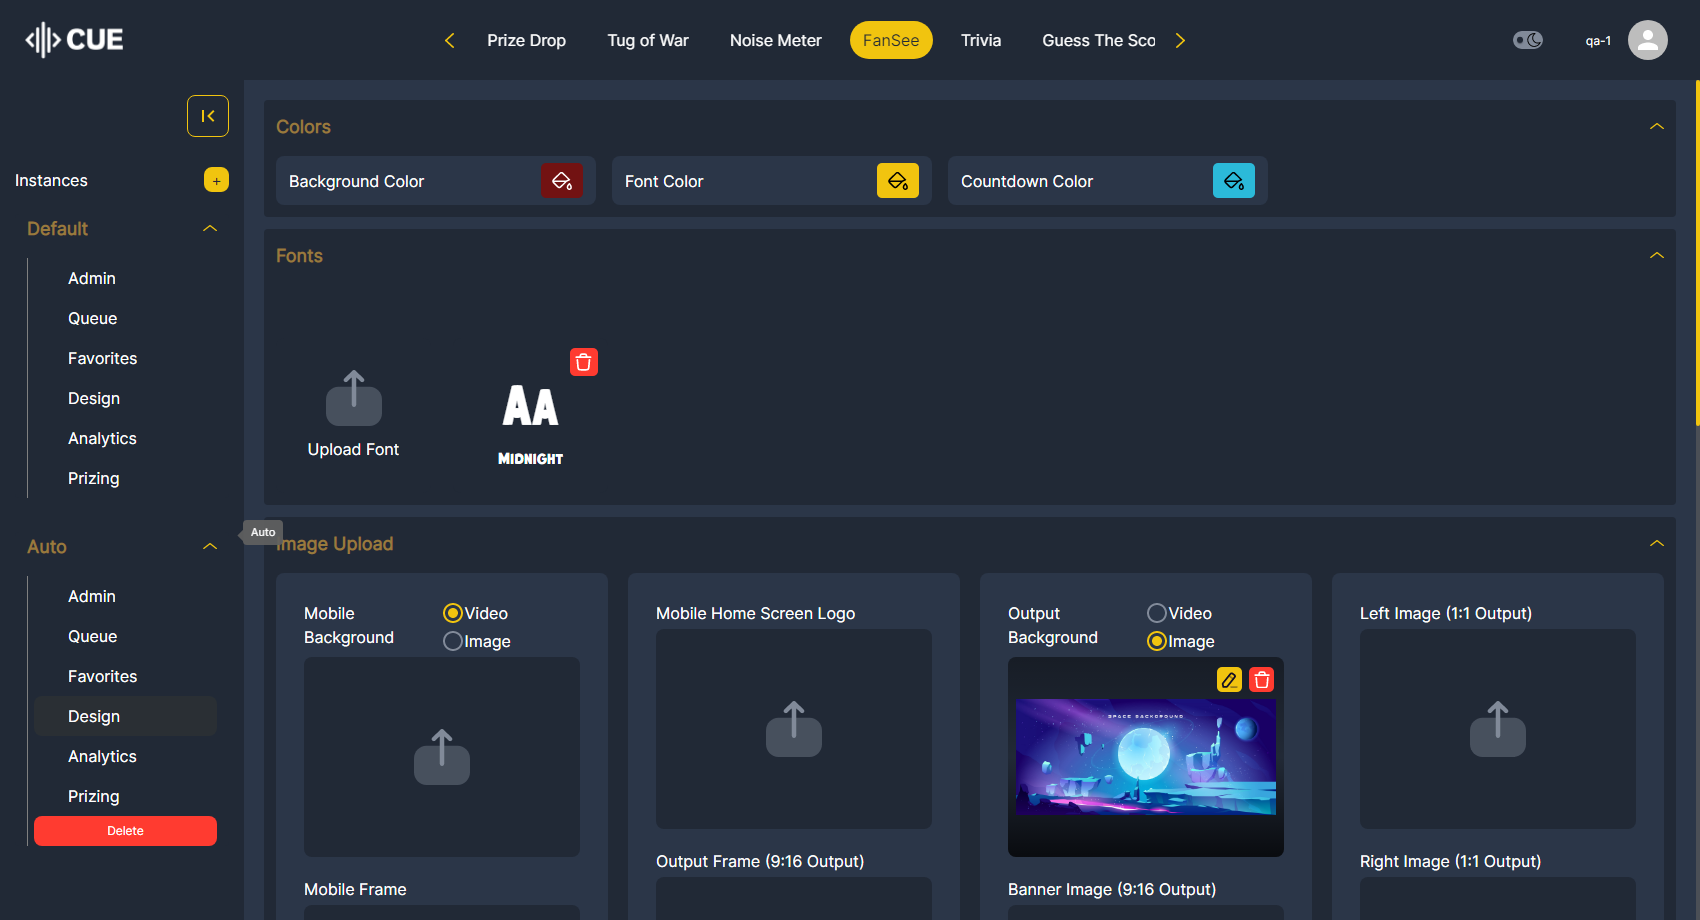 CUE
Prize Drop
Tug of War
Noise Meter
FanSee
Trivia
Guess The Sco
qa-1
Instances
+
Default
Admin
Queue
Favorites
Design
Analytics
Prizing
Auto
Admin
Queue
Favorites
Design
Analytics
Prizing
Delete
Auto
Colors
Background Color
Font Color
Countdown Color
Fonts
Upload Font
AA
MIDNIGHT
Image Upload
Mobile
Background
Video
Image
Mobile Frame
Mobile Home Screen Logo
Output Frame (9:16 Output)
Output
Background
Video
Image
SPACE BACKGROUND
Banner Image (9:16 Output)
Left Image (1:1 Output)
Right Image (1:1 Output)